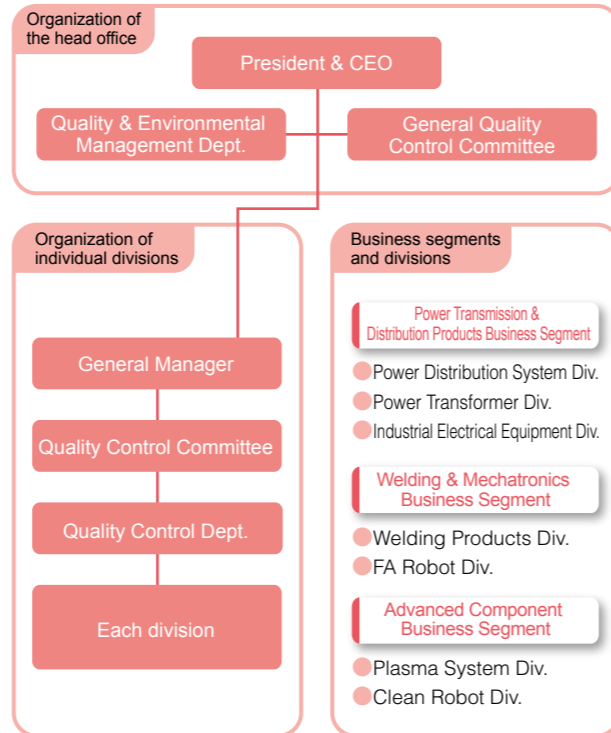 Organization of
the head office
President & CEO
Quality & Environmental
Management Dept.
General Quality
Control Committee
Organization of
individual divisions
General Manager
Quality Control Committee
Quality Control Dept.
Each division
Business segments
and divisions
Power Transmission &
Distribution Products Business Segment
Power Distribution System Div.
Power Transformer Div.
Industrial Electrical Equipment Div.
Welding & Mechatronics
Business Segment
Welding Products Div.
FA Robot Div.
Advanced Component
Business Segment
Plasma System Div.
Clean Robot Div.